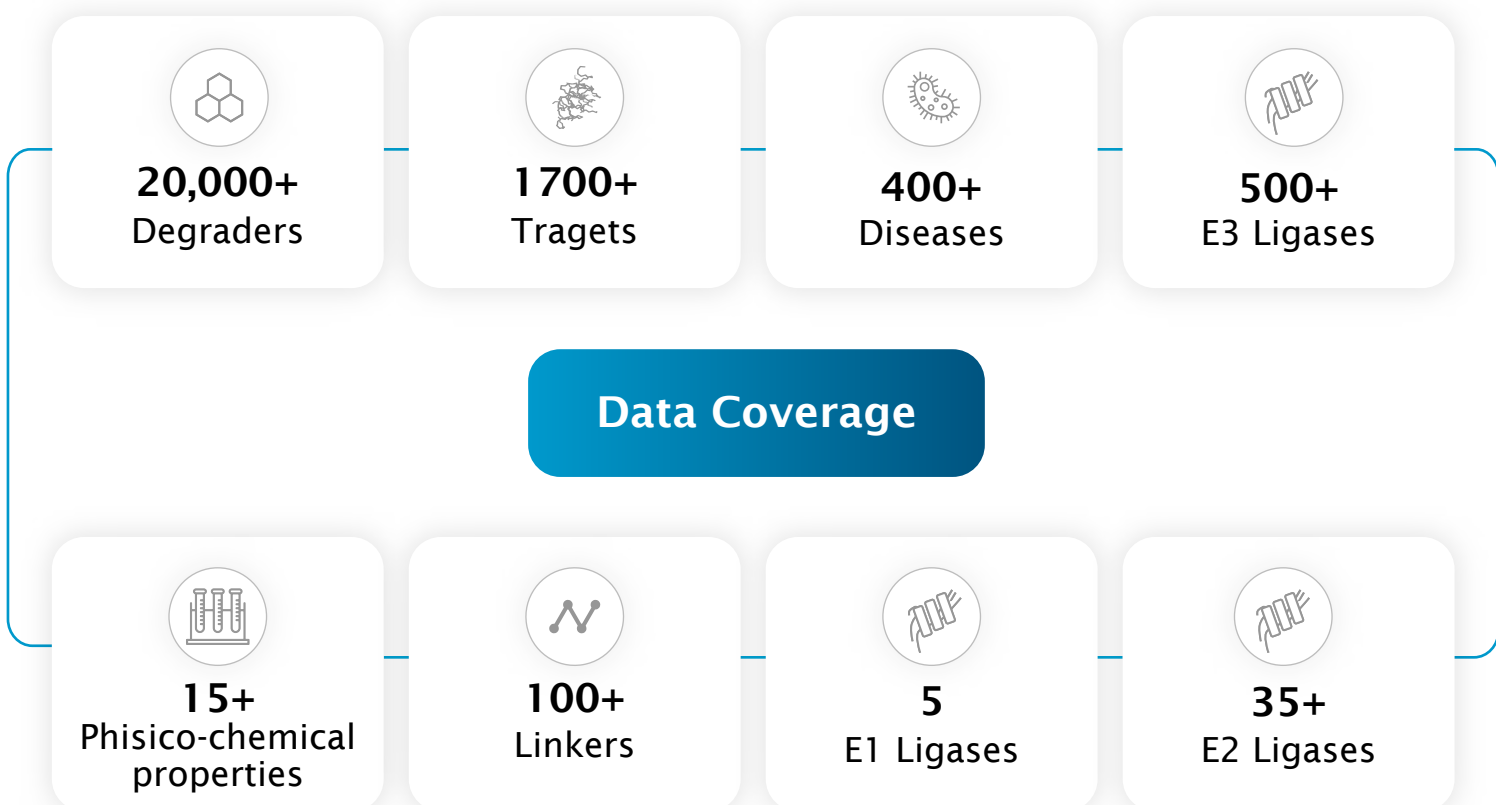 20,000+
Degraders
1700+
Tragets
400+
Diseases
500+
E3 Ligases
Data Coverage
15+
Phisico-chemical
properties
100+
Linkers
5
E1 Ligases
35+
E2 Ligases